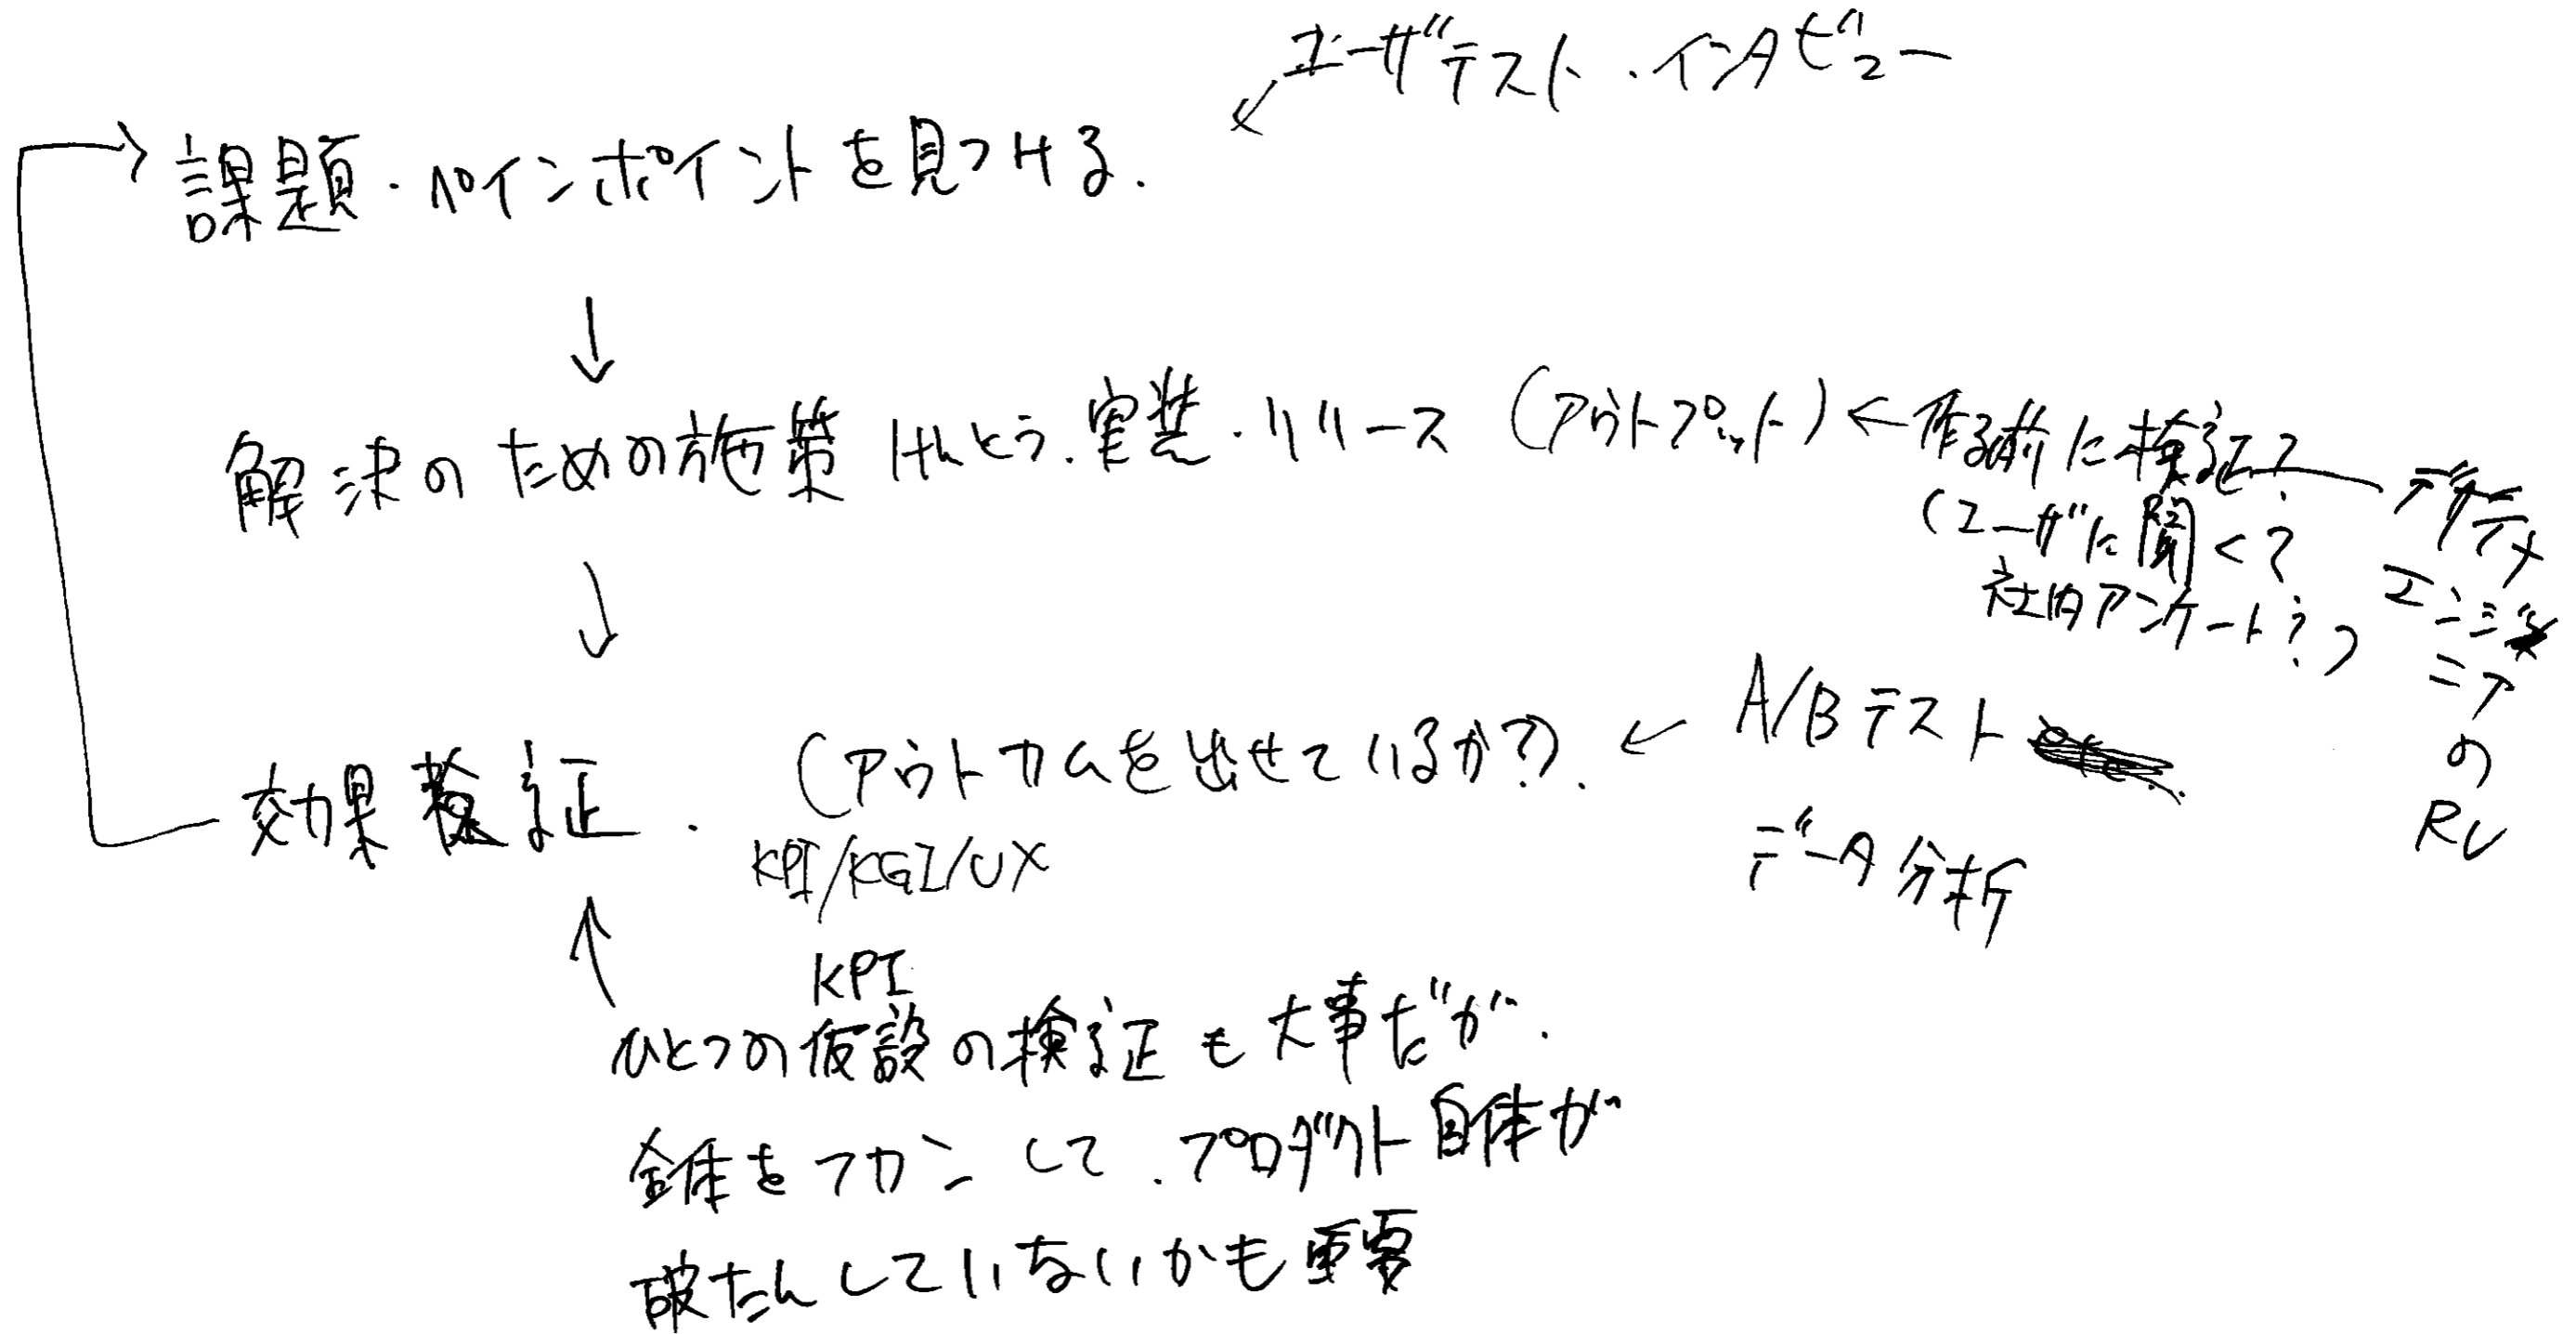 ユーザテスト・インタビュー
課題・ペインポイントを見つける.
解決のための施策けんとう.実装・リリース (アウトプット) ← 作る前に検証?
(ユーザに聞く?
社内アンケート?)
デザイナ
エンジ
ニア
の
RV
効果検証. (アウトカムを出せているか?). ← A/Bテスト
KPI/KGI/UX
データ分析
KPI
ひとつの仮設の検証も大事だが.
全体をフカンして.プロダクト自体が
破たんしていないかも重要